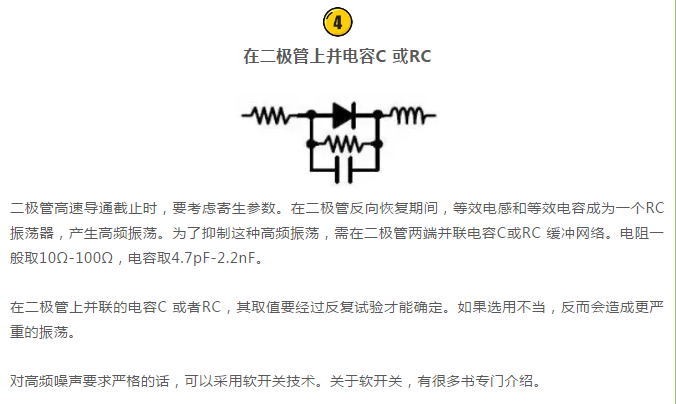 4
在二极管上并电容C 或RC
二极管高速导通截止时，要考虑寄生参数。在二极管反向恢复期间，等效电感和等效电容成为一个RC
振荡器，产生高频振荡。为了抑制这种高频振荡，需在二极管两端并联电容C或RC 缓冲网络。电阻一
般取10Ω-100Ω，电容取4.7pF-2.2nF。
在二极管上并联的电容C 或者RC，其取值要经过反复试验才能确定。如果选用不当，反而会造成更严
重的振荡。
对高频噪声要求严格的话，可以采用软开关技术。关于软开关，有很多书专门介绍。